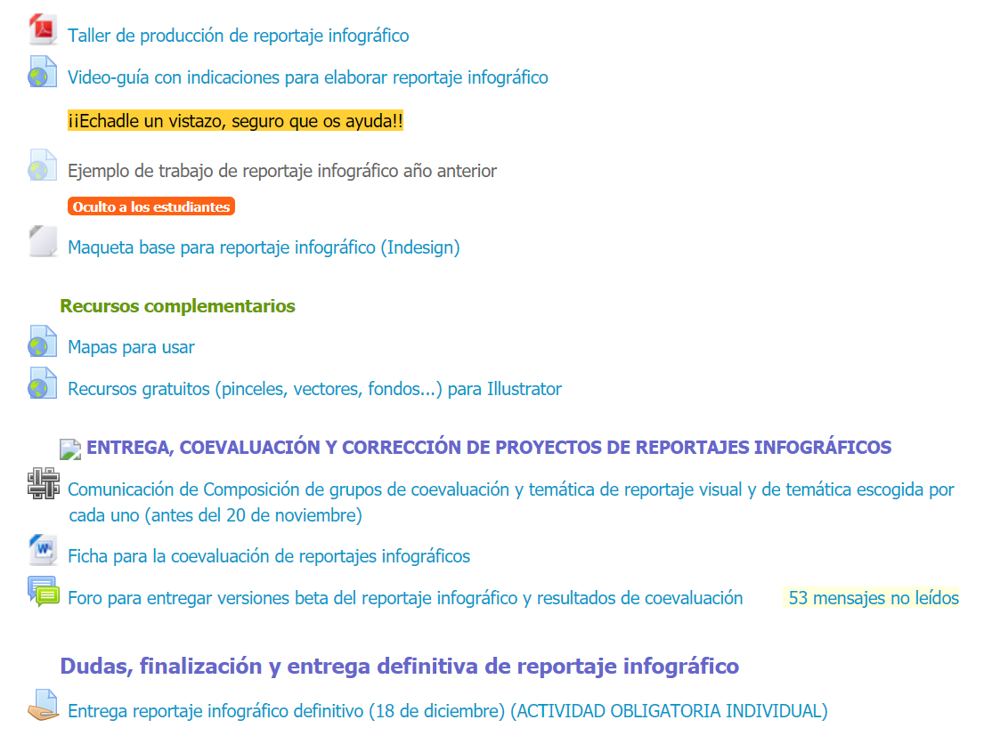 Taller de producción de reportaje infográfico
Video-guía con indicaciones para elaborar reportaje infográfico
¡¡Echadle un vistazo, seguro que os ayuda!!
Ejemplo de trabajo de reportaje infográfico año anterior
Oculto a los estudiantes
Maqueta base para reportaje infográfico (Indesign)
Recursos complementarios
Mapas para usar
Recursos gratuitos (pinceles, vectores, fondos...) para Illustrator
ENTREGA, COEVALUACIÓN Y CORRECCIÓN DE PROYECTOS DE REPORTAJES INFOGRÁFICOS
Comunicación de Composición de grupos de coevaluación y temática de reportaje visual y de temática escogida por
cada uno (antes del 20 de noviembre)
Ficha para la coevaluación de reportajes infográficos
Foro para entregar versiones beta del reportaje infográfico y resultados de coevaluación 53 mensajes no leídos
Dudas, finalización y entrega definitiva de reportaje infográfico
Entrega reportaje infográfico definitivo (18 de diciembre) (ACTIVIDAD OBLIGATORIA INDIVIDUAL)